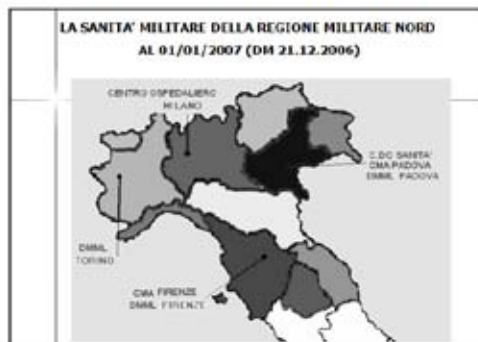 LA SANITA' MILITARE DELLA REGIONE MILITARE NORD
AL 01/01/2007 (DM 21.12.2006)
CENTRO OSPEDALIERO
MILANO
C.DO SANITA'
CMA PADOVA
DMML PADOVA
DMML
TORINO
CMA FIRENZE
DMML FIRENZE